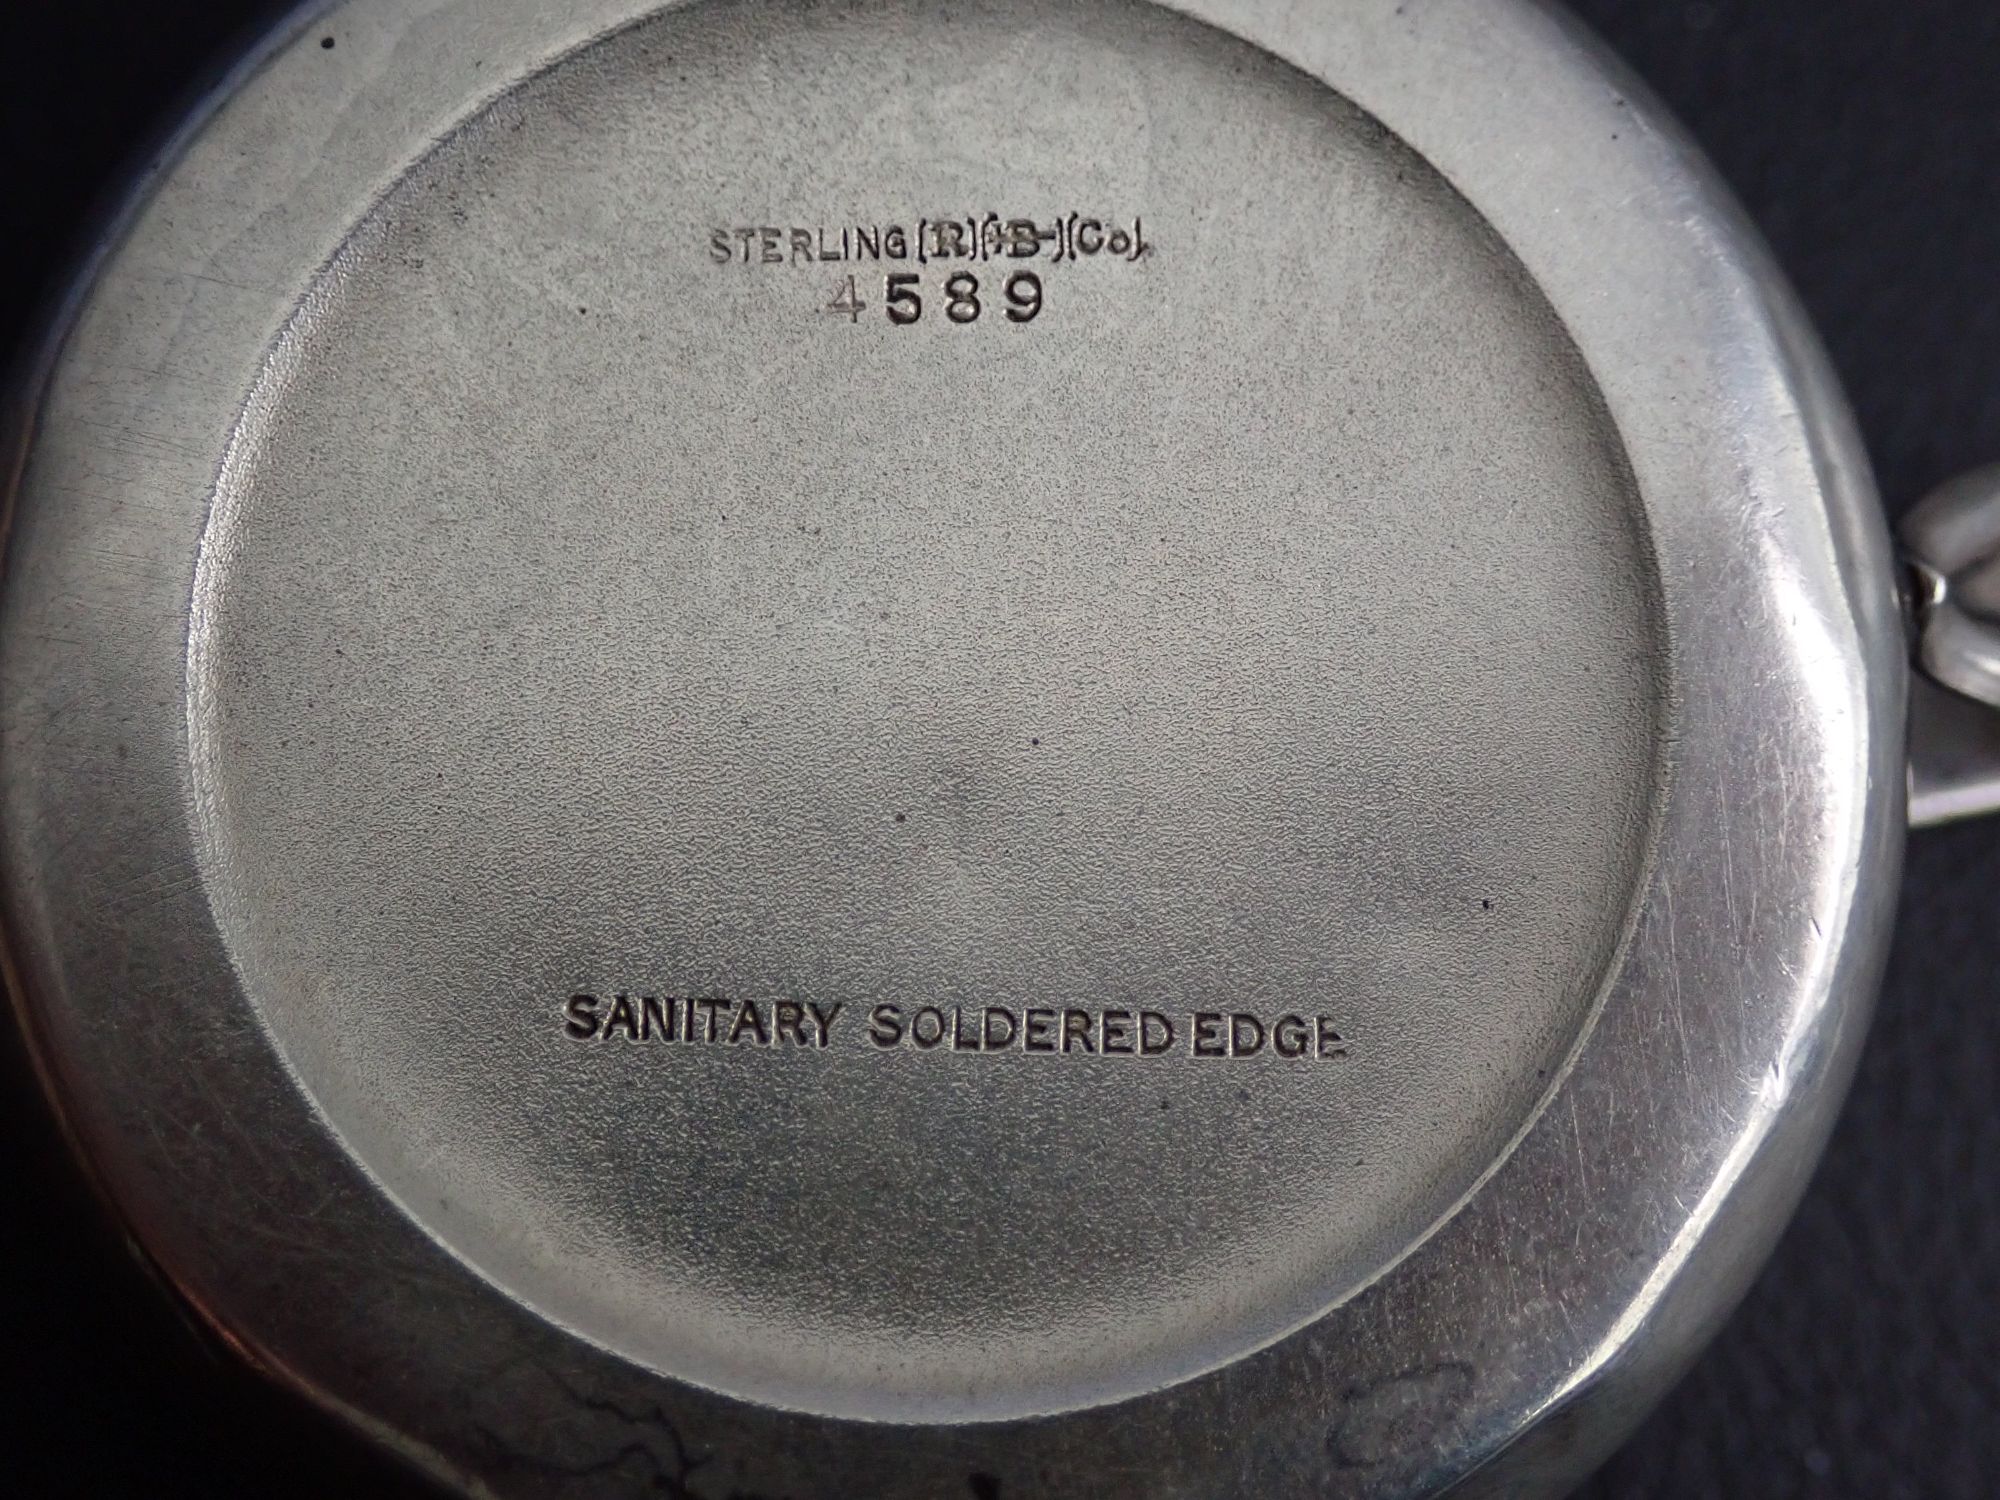 STERLING [R][B][Co].
4589
SANITARY SOLDERED EDGE